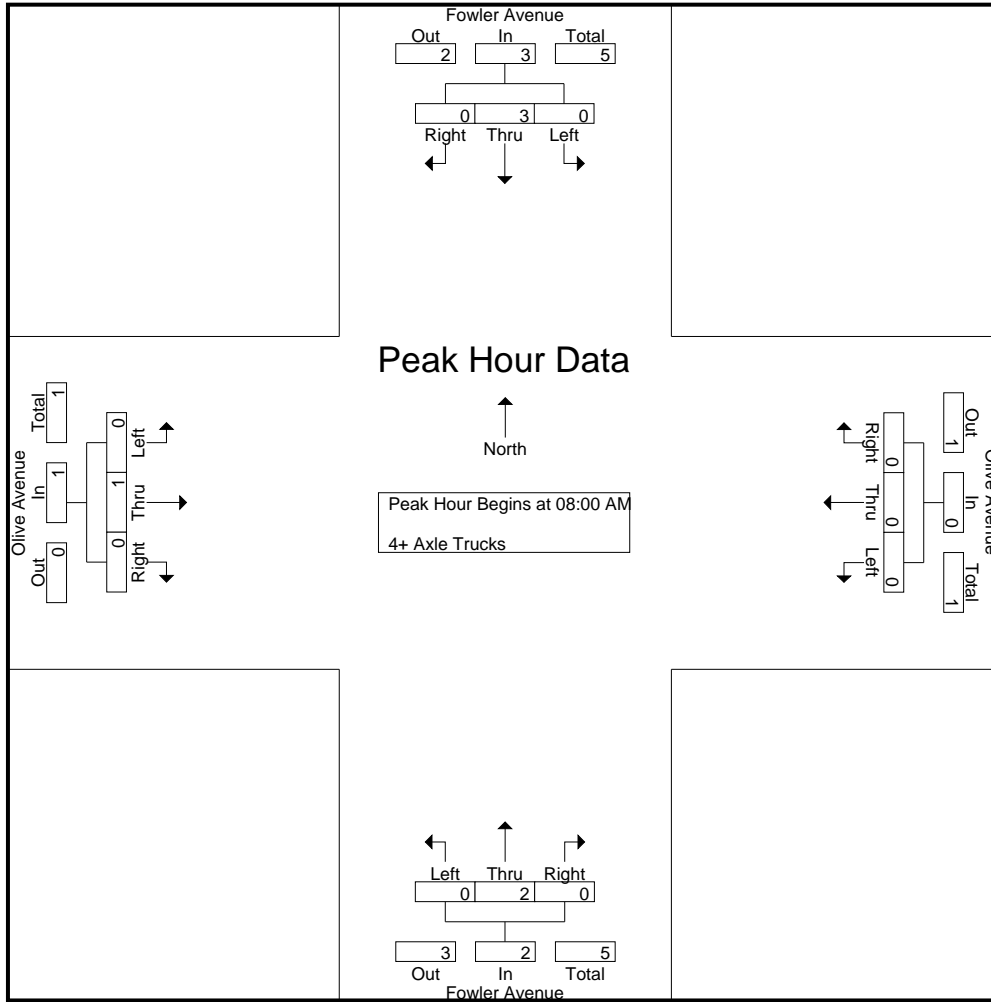 Fowler Avenue
Out In Total
2 3 5
0 3 0
Right Thru Left
Peak Hour Data
North
Peak Hour Begins at 08:00 AM
4+ Axle Trucks
Olive Avenue
Out In Total
0 1 1
0 1 0
Right Thru Left
Right Thru Left
0 0 0
Out In Total
1 0 1
Olive Avenue
Left Thru Right
0 2 0
3 2 5
Out In Total
Fowler Avenue